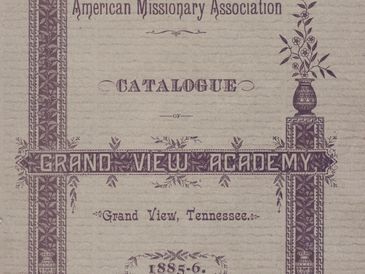 American Missionary Association
CATALOGUE
OF
GRAND VIEW ACADEMY
Grand View, Tennessee.
1885-6.